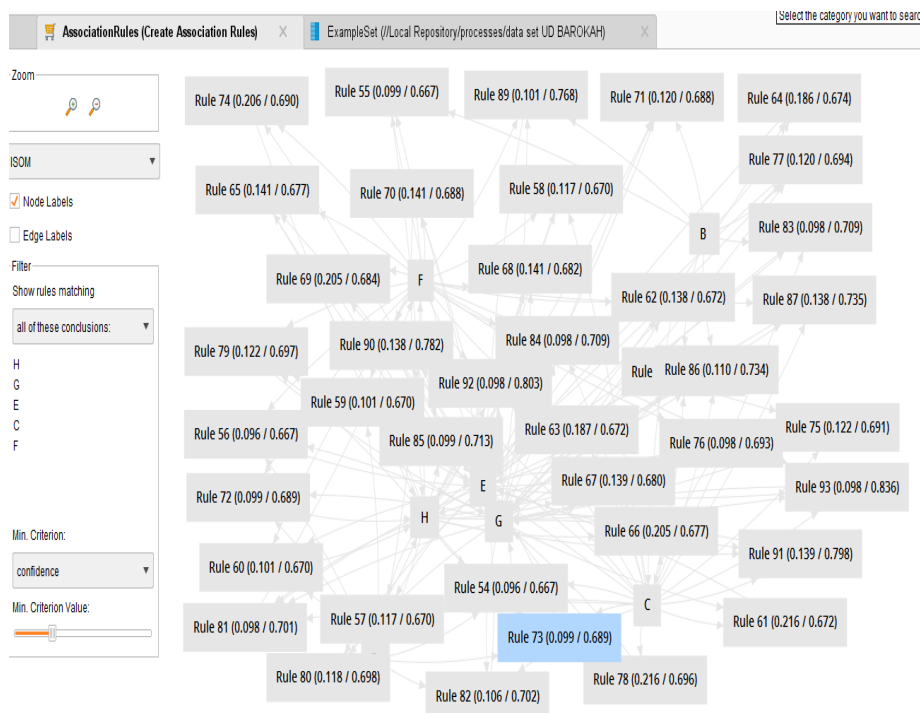 Select the category you want to searc
AssociationRules (Create Association Rules)
ExampleSet (//Local Repository/processes/data set UD BAROKAH)
Zoom
ISOM
Node Labels
Edge Labels
Filter
Show rules matching
all of these conclusions:
H
G
E
C
F
Min. Criterion:
confidence
Min. Criterion Value:
Rule 74 (0.206 / 0.690)
Rule 55 (0.099 / 0.667)
Rule 89 (0.101 / 0.768)
Rule 71 (0.120 / 0.688)
Rule 64 (0.186 / 0.674)
Rule 77 (0.120 / 0.694)
Rule 65 (0.141 / 0.677)
Rule 70 (0.141 / 0.688)
Rule 58 (0.117 / 0.670)
B
Rule 83 (0.098 / 0.709)
Rule 69 (0.205 / 0.684)
F
Rule 68 (0.141 / 0.682)
Rule 62 (0.138 / 0.672)
Rule 87 (0.138 / 0.735)
Rule 79 (0.122 / 0.697)
Rule 90 (0.138 / 0.782)
Rule 84 (0.098 / 0.709)
Rule
Rule 86 (0.110 / 0.734)
Rule 92 (0.098 / 0.803)
Rule 59 (0.101 / 0.670)
Rule 56 (0.096 / 0.667)
Rule 85 (0.099 / 0.713)
Rule 63 (0.187 / 0.672)
Rule 76 (0.098 / 0.693)
Rule 75 (0.122 / 0.691)
Rule 72 (0.099 / 0.689)
E
Rule 67 (0.139 / 0.680)
Rule 93 (0.098 / 0.836)
H
G
Rule 66 (0.205 / 0.677)
Rule 91 (0.139 / 0.798)
Rule 60 (0.101 / 0.670)
Rule 54 (0.096 / 0.667)
C
Rule 81 (0.098 / 0.701)
Rule 57 (0.117 / 0.670)
Rule 73 (0.099 / 0.689)
Rule 61 (0.216 / 0.672)
Rule 80 (0.118 / 0.698)
Rule 82 (0.106 / 0.702)
Rule 78 (0.216 / 0.696)